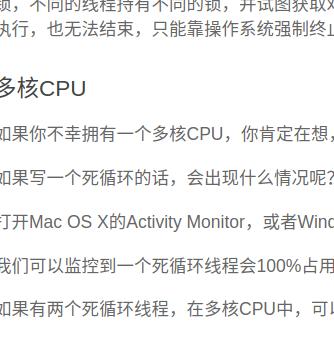 锁，不同的线程持有不同的锁，并试图获取对
执行，也无法结束，只能靠操作系统强制终止
多核CPU
如果你不幸拥有一个多核CPU，你肯定在想，
如果写一个死循环的话，会出现什么情况呢？
打开Mac OS X的Activity Monitor，或者Wind
我们可以监控到一个死循环线程会100%占用
如果有两个死循环线程，在多核CPU中，可以